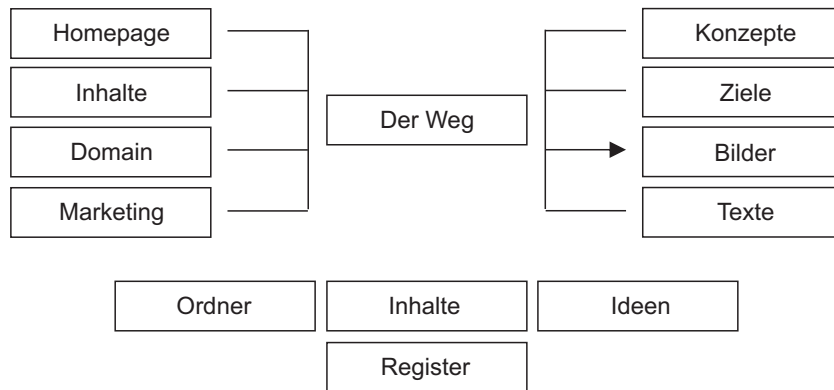 Homepage
Inhalte
Domain
Marketing
Der Weg
Konzepte
Ziele
Bilder
Texte
Ordner
Inhalte
Ideen
Register